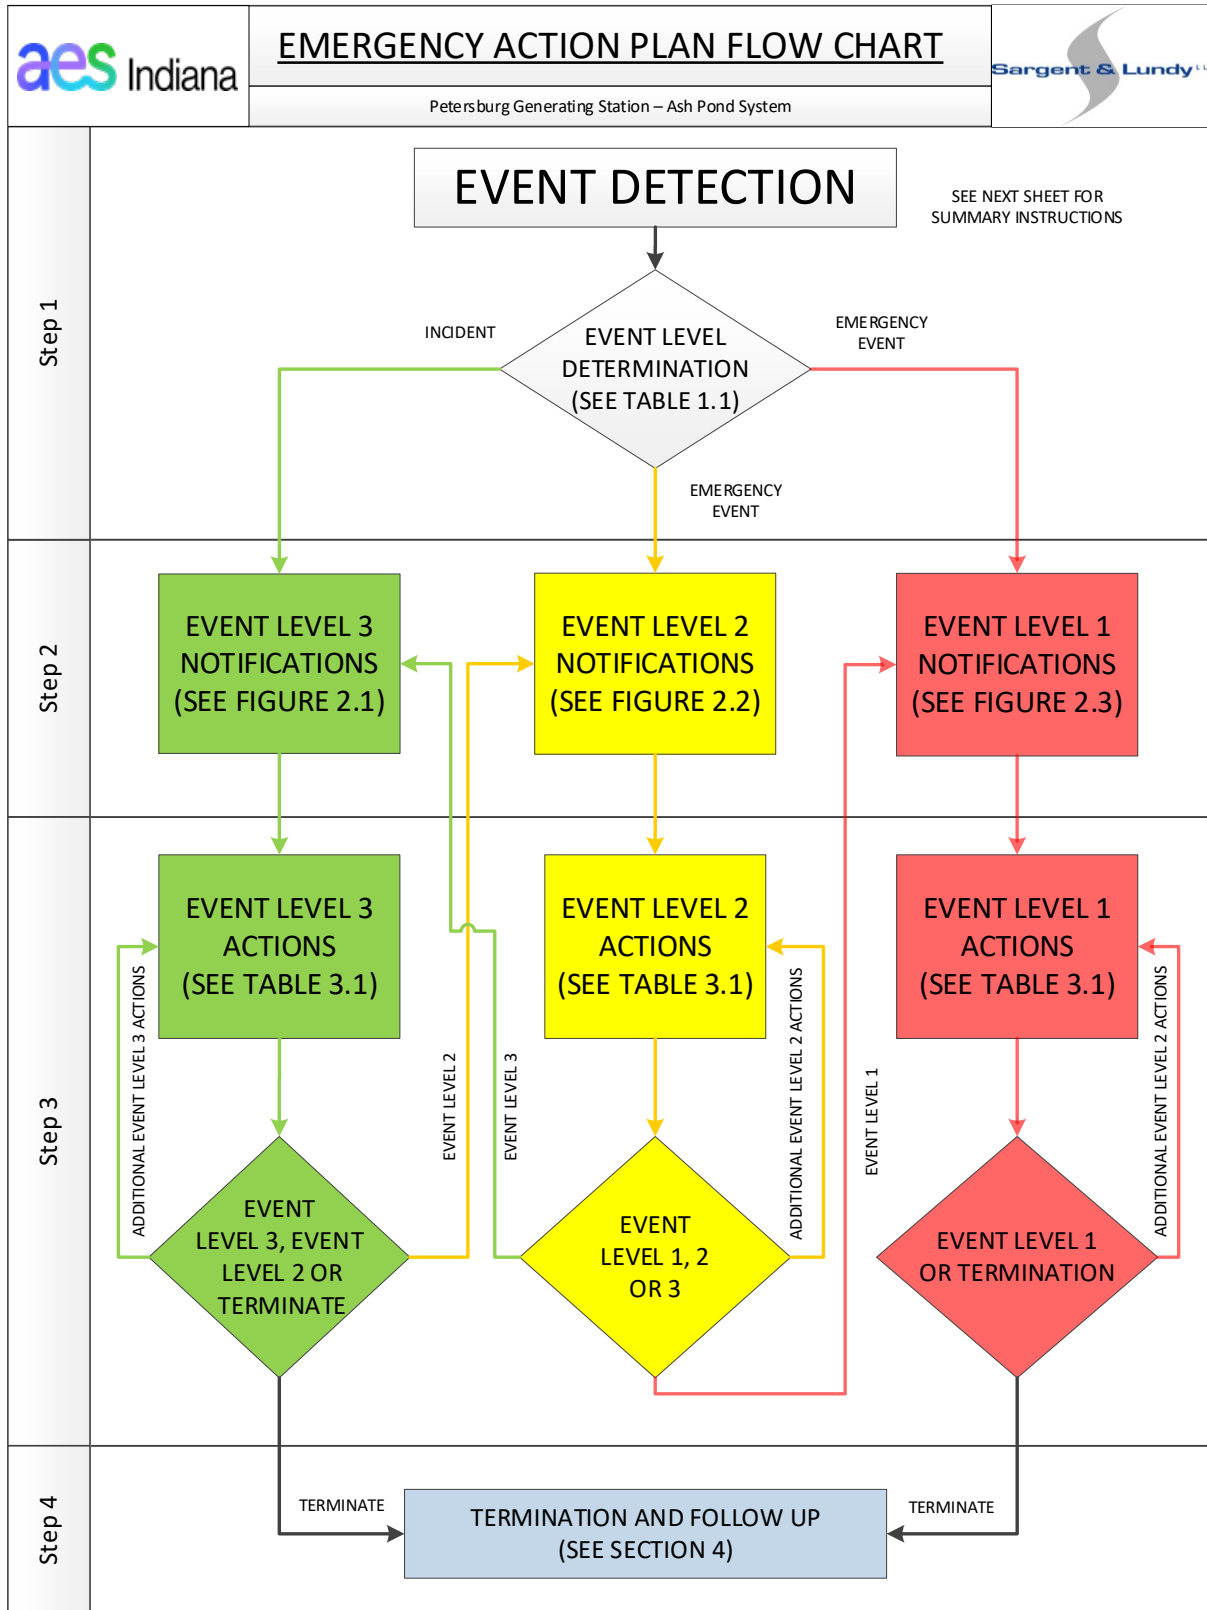 aes Indiana
EMERGENCY ACTION PLAN FLOW CHART
Petersburg Generating Station – Ash Pond System
Sargent & Lundy LLC
Step 1
EVENT DETECTION
SEE NEXT SHEET FOR
SUMMARY INSTRUCTIONS
INCIDENT
EVENT LEVEL
DETERMINATION
(SEE TABLE 1.1)
EMERGENCY
EVENT
EMERGENCY
EVENT
Step 2
EVENT LEVEL 3
NOTIFICATIONS
(SEE FIGURE 2.1)
EVENT LEVEL 2
NOTIFICATIONS
(SEE FIGURE 2.2)
EVENT LEVEL 1
NOTIFICATIONS
(SEE FIGURE 2.3)
Step 3
EVENT LEVEL 3
ACTIONS
(SEE TABLE 3.1)
EVENT LEVEL 2
ACTIONS
(SEE TABLE 3.1)
EVENT LEVEL 1
ACTIONS
(SEE TABLE 3.1)
ADDITIONAL EVENT LEVEL 3 ACTIONS
EVENT LEVEL 2
EVENT LEVEL 3
ADDITIONAL EVENT LEVEL 2 ACTIONS
EVENT LEVEL 1
ADDITIONAL EVENT LEVEL 2 ACTIONS
EVENT
LEVEL 3, EVENT
LEVEL 2 OR
TERMINATE
EVENT
LEVEL 1, 2
OR 3
EVENT LEVEL 1
OR TERMINATION
Step 4
TERMINATE
TERMINATION AND FOLLOW UP
(SEE SECTION 4)
TERMINATE